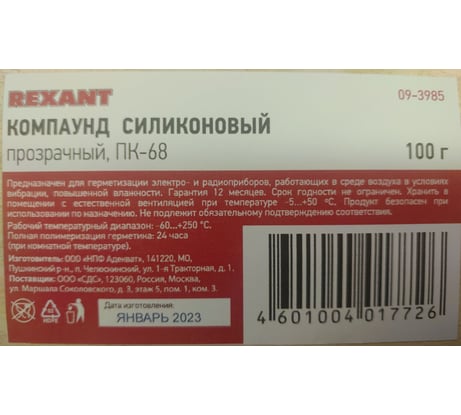 REXANT
09-3985
КОМПАУНД СИЛИКОНОВЫЙ
прозрачный, ПК-68
100 г
Предназначен для герметизации электро- и радиоприборов, работающих в среде воздуха в условиях
вибрации, повышенной влажности. Гарантия 12 месяцев. Срок годности не ограничен. Хранить в
помещении с естественной вентиляцией при температуре -5...+50 °С. Продукт безопасен при
использовании по назначению. Не подлежит обязательному подтверждению соответствия.
Рабочий температурный диапазон: -60...+250 °С.
Полная полимеризация герметика: 24 часа
(при комнатной температуре).
Изготовитель: ООО «НПФ Адекват», 141220, МО,
Пушкинский р-н., п. Челюскинский, ул. 1-я Тракторная, д. 1.
Поставщик: ООО «СДС», 123060, Россия, Москва,
ул. Маршала Соколовского, д. 3, этаж 5, пом. 1, ком. 3.
Дата изготовления:
ЯНВАРЬ 2023
HDPE
4 601004 017726